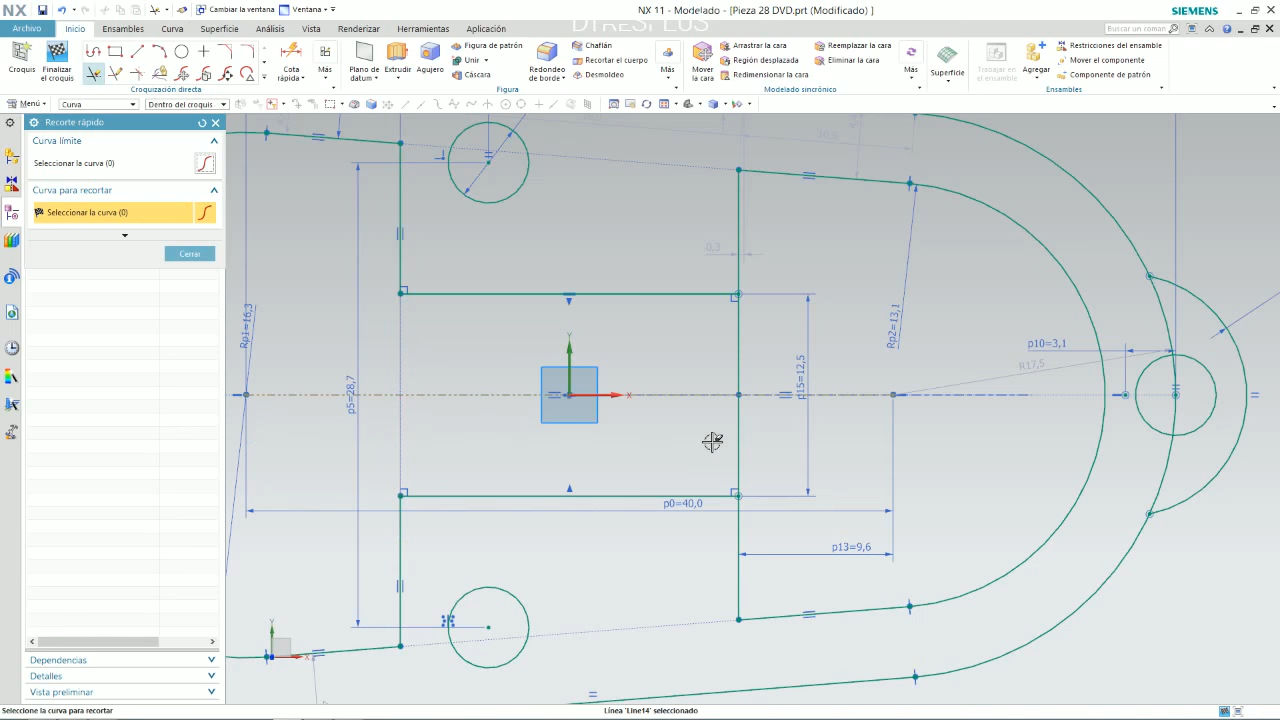 NX
Cambiar la ventana
Ventana
NX 11 - Modelado - [Pieza 28 DVD.prt (Modificado) ]
SIEMENS
DTRESPLUS
Archivo
Inicio
Ensambles
Curva
Superficie
Análisis
Vista
Renderizar
Herramientas
Aplicación
Buscar un coman
Croquis
Finalizar
el croquis
Croquización directa
Cota
rápida
Más
Plano de
datum
Extrudir
Agujero
Figura de patrón
Unir
Cáscara
Redondeo
de borde
Chaflán
Recortar el cuerpo
Desmoldeo
Más
Figura
Mover
la cara
Arrastrar la cara
Región desplazada
Redimensionar la cara
Reemplazar la cara
Eliminar la cara
Más
Modelado sincrónico
Superficie
Trabajar en
el ensamble
Agregar
Restricciones del ensamble
Mover el componente
Componente de patrón
Ensambles
Menú
Curva
Dentro del croquis
Recorte rápido
Curva límite
Seleccionar la curva (0)
Curva para recortar
Seleccionar la curva (0)
Cerrar
Dependencias
Detalles
Vista preliminar
Rp1=16,3
p5=28,7
0,3
Y
X
p15=12,5
Rp2=13,1
p10=3,1
R17,5
p0=40,0
p13=9,6
Y
X
Seleccione la curva para recortar
Línea 'Line14' seleccionado